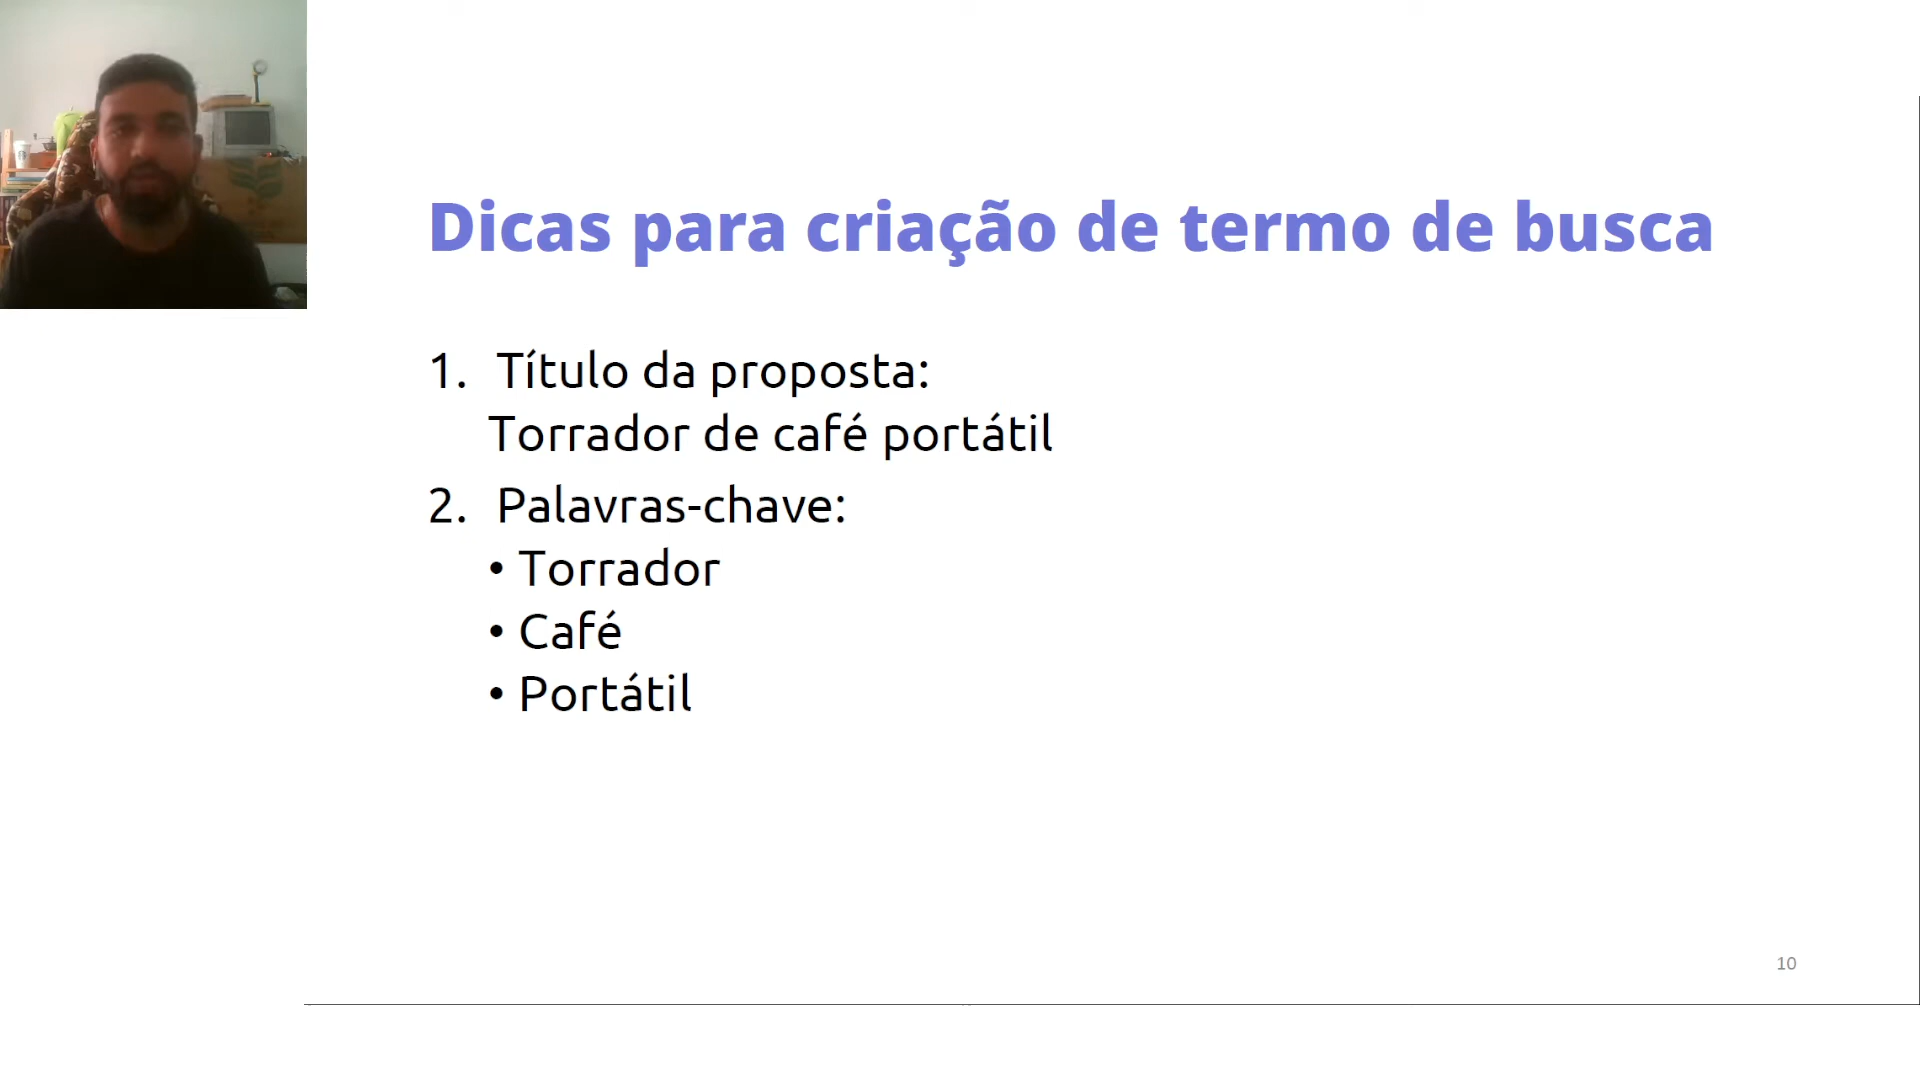 Dicas para criação de termo de busca
1. Título da proposta:
Torrador de café portátil
2. Palavras-chave:
• Torrador
• Café
• Portátil
10